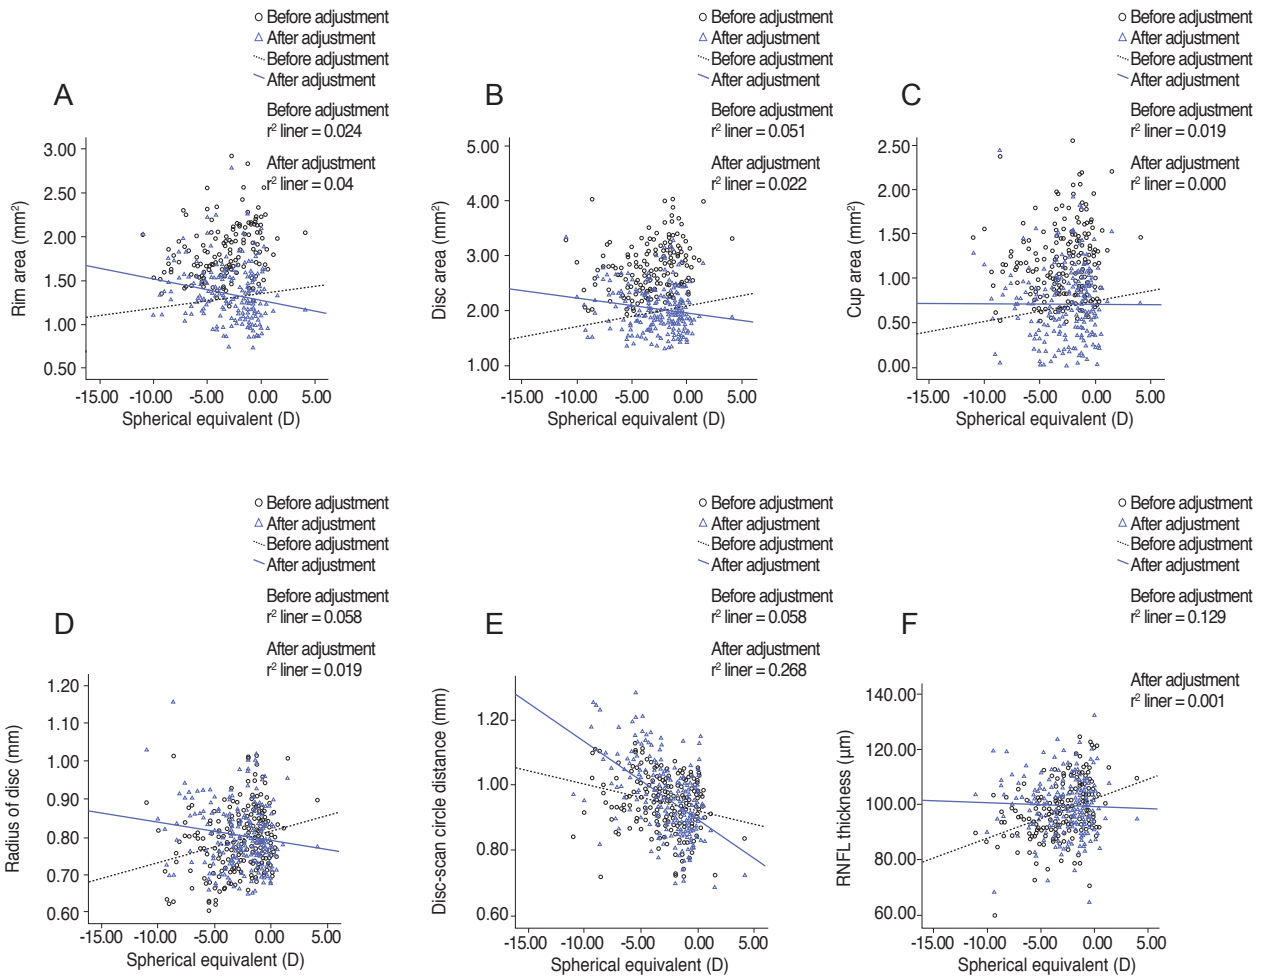 Before adjustment
After adjustment
Before adjustment
After adjustment
A
Before adjustment
r² liner = 0.024
After adjustment
r² liner = 0.04
3.00
2.50
2.00
1.50
1.00
0.50
Rim area (mm²)
-15.00 -10.00 -5.00 0.00 5.00
Spherical equivalent (D)
Before adjustment
After adjustment
Before adjustment
After adjustment
B
Before adjustment
r² liner = 0.051
After adjustment
r² liner = 0.022
5.00
4.00
3.00
2.00
1.00
Disc area (mm²)
-15.00 -10.00 -5.00 0.00 5.00
Spherical equivalent (D)
Before adjustment
After adjustment
Before adjustment
After adjustment
C
Before adjustment
r² liner = 0.019
After adjustment
r² liner = 0.000
2.50
2.00
1.50
1.00
0.50
0.00
Cup area (mm²)
-15.00 -10.00 -5.00 0.00 5.00
Spherical equivalent (D)
Before adjustment
After adjustment
Before adjustment
After adjustment
D
Before adjustment
r² liner = 0.058
After adjustment
r² liner = 0.019
1.20
1.10
1.00
0.90
0.80
0.70
0.60
Radius of disc (mm)
-15.00 -10.00 -5.00 0.00 5.00
Spherical equivalent (D)
Before adjustment
After adjustment
Before adjustment
After adjustment
E
Before adjustment
r² liner = 0.058
After adjustment
r² liner = 0.268
1.20
1.00
0.80
0.60
Disc-scan circle distance (mm)
-15.00 -10.00 -5.00 0.00 5.00
Spherical equivalent (D)
Before adjustment
After adjustment
Before adjustment
After adjustment
F
Before adjustment
r² liner = 0.129
After adjustment
r² liner = 0.001
140.00
120.00
100.00
80.00
60.00
RNFL thickness (µm)
-15.00 -10.00 -5.00 0.00 5.00
Spherical equivalent (D)